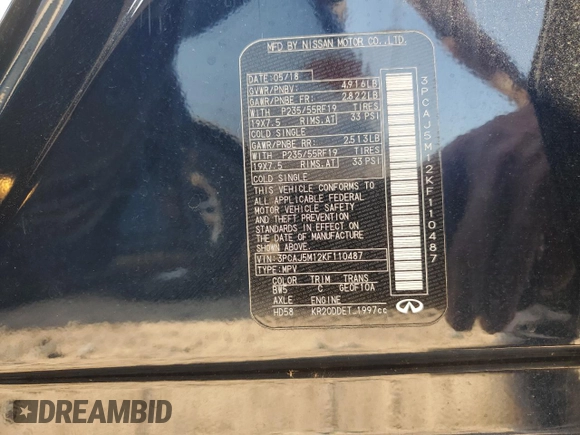 MFD BY NISSAN MOTOR CO.,LTD.
DATE:05/18
GVWR/PNBV: 4916LB
GAWR/PNBE FR: 2822LB
WITH P235/55RF19 TIRES
19X7.5 RIMS,AT 33 PSI
COLD SINGLE
GAWR/PNBE RR: 2513LB
WITH P235/55RF19 TIRES
19X7.5 RIMS,AT 33 PSI
COLD SINGLE
THIS VEHICLE CONFORMS TO
ALL APPLICABLE FEDERAL
MOTOR VEHICLE SAFETY
AND THEFT PREVENTION
STANDARDS IN EFFECT ON
THE DATE OF MANUFACTURE
SHOWN ABOVE.
VIN: 3PCAJ5M12KF110487
TYPE: MPV
COLOR TRIM TRANS
BW5 C GE0F10A
AXLE ENGINE
HD58 KR20DDET 1997cc
3PCAJ5M12KF110487
DREAMBID